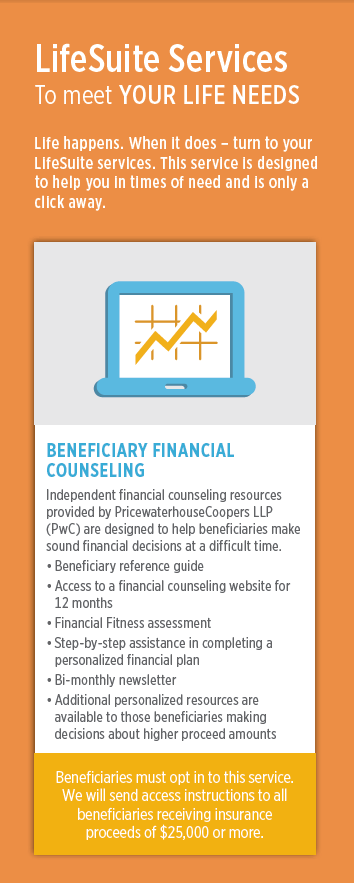 LifeSuite Services
To meet YOUR LIFE NEEDS
Life happens. When it does – turn to your
LifeSuite services. This service is designed
to help you in times of need and is only a
click away.
BENEFICIARY FINANCIAL
COUNSELING
Independent financial counseling resources
provided by PricewaterhouseCoopers LLP
(PwC) are designed to help beneficiaries make
sound financial decisions at a difficult time.
• Beneficiary reference guide
• Access to a financial counseling website for
12 months
• Financial Fitness assessment
• Step-by-step assistance in completing a
personalized financial plan
• Bi-monthly newsletter
• Additional personalized resources are
available to those beneficiaries making
decisions about higher proceed amounts
Beneficiaries must opt in to this service.
We will send access instructions to all
beneficiaries receiving insurance
proceeds of $25,000 or more.